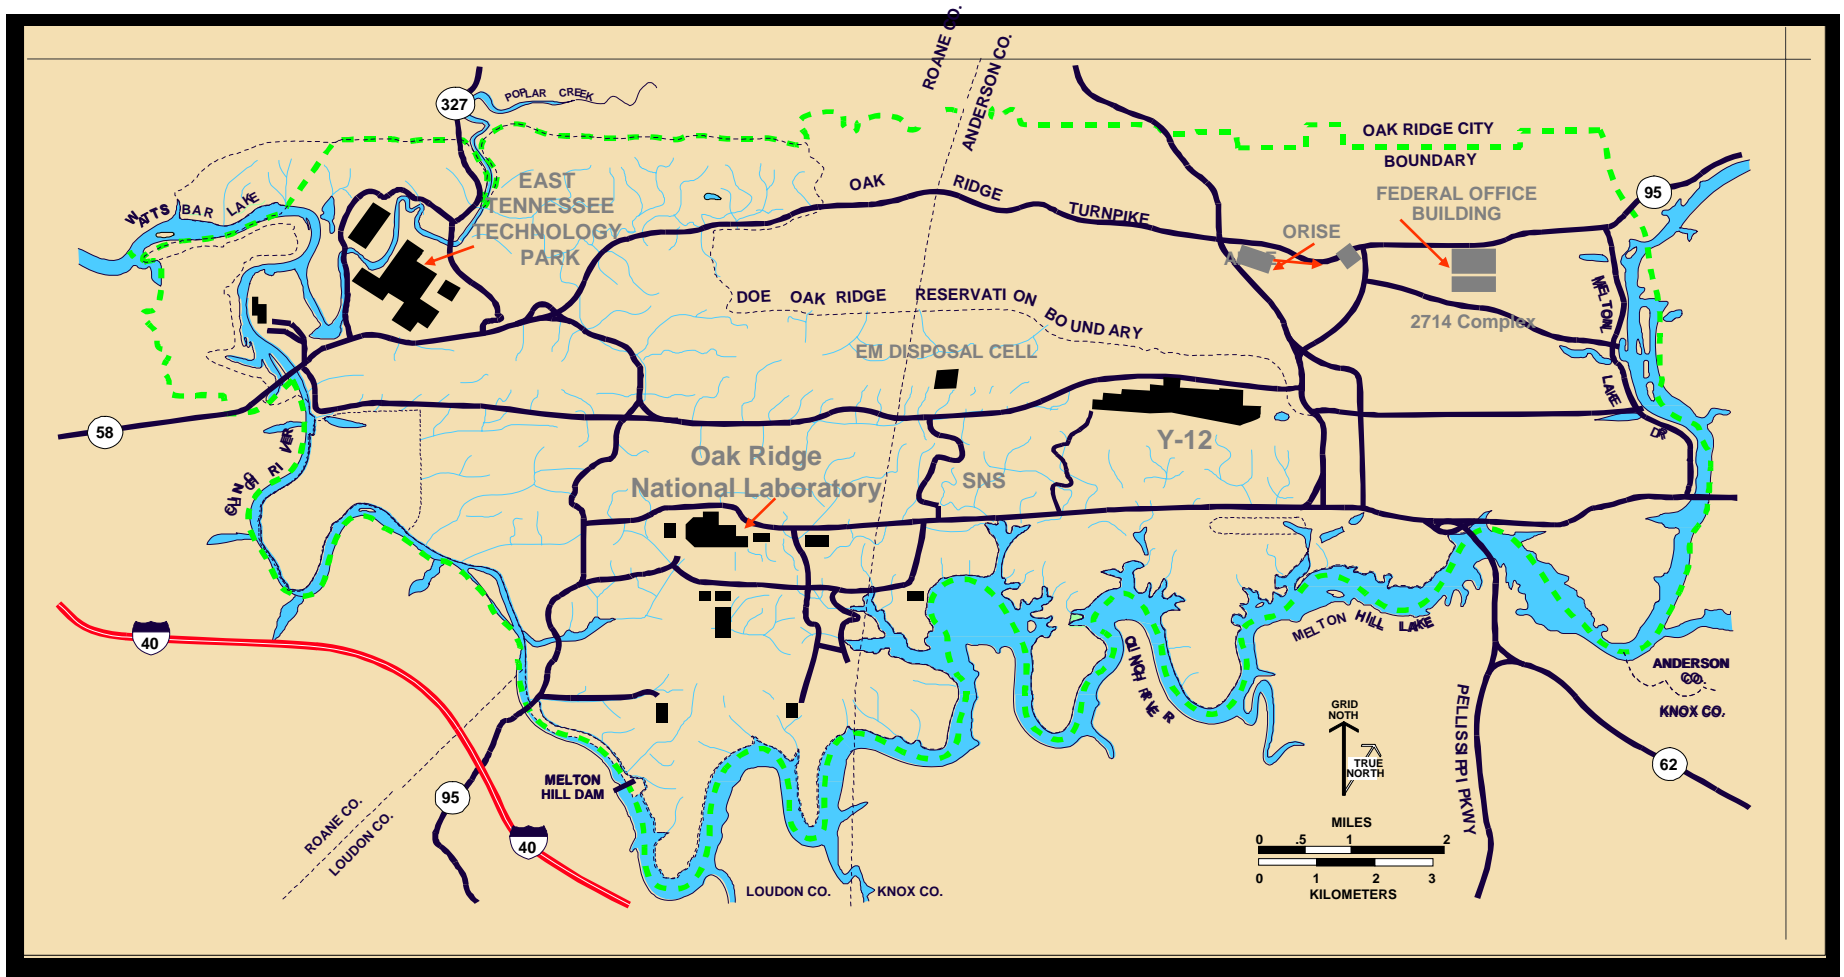 ROANE CO.
ANDERSON CO.
327
POPLAR CREEK
OAK RIDGE CITY
BOUNDARY
EAST
TENNESSEE
TECHNOLOGY
PARK
WATTS BAR LAKE
OAK RIDGE TURNPIKE
FEDERAL OFFICE
BUILDING
95
ORISE
DOE OAK RIDGE RESERVATION BOUNDARY
2714 Complex
MELTON LAKE DR
EM DISPOSAL CELL
58
CLINCH RIVER
Y-12
Oak Ridge
National Laboratory
SNS
40
MELTON HILL LAKE
CLINCH RIVER
ANDERSON
CO.
KNOX CO.
PELLISSIPPI PKWY
GRID
NOTH
TRUE
NORTH
62
MELTON
HILL DAM
95
ROANE CO.
LOUDON CO.
40
MILES
0 .5 1 2
0 1 2 3
KILOMETERS
LOUDON CO.
KNOX CO.